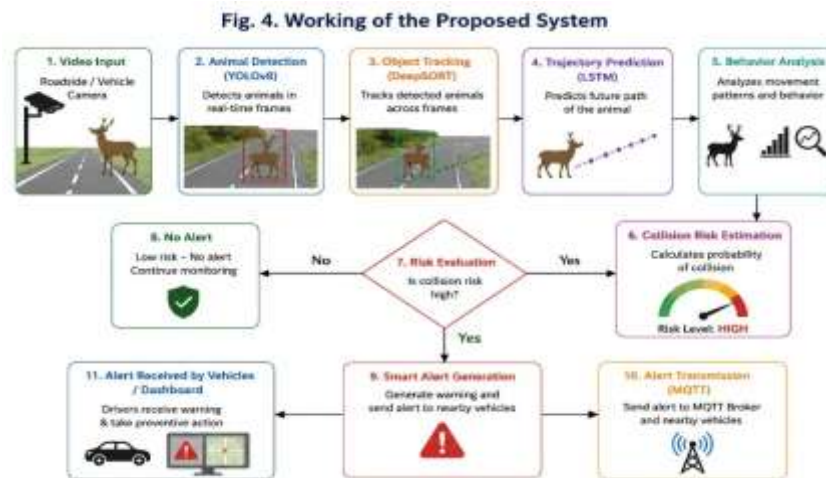 Fig. 4. Working of the Proposed System
1. Video Input
Roadside / Vehicle
Camera
2. Animal Detection
(YOLOv8)
Detects animals in
real-time frames
3. Object Tracking
(DeepSORT)
Tracks detected animals
across frames
4. Trajectory Prediction
(LSTM)
Predicts future path
of the animal
5. Behavior Analysis
Analyzes movement
patterns and behavior
6. Collision Risk Estimation
Calculates probability
of collision
Risk Level: HIGH
Yes
7. Risk Evaluation
Is collision risk
high?
No
8. No Alert
Low risk – No alert
Continue monitoring
Yes
9. Smart Alert Generation
Generate warning and
send alert to nearby vehicles
10. Alert Transmission
(MQTT)
Send alert to MQTT Broker
and nearby vehicles
11. Alert Received by Vehicles
/ Dashboard
Drivers receive warning
& take preventive action